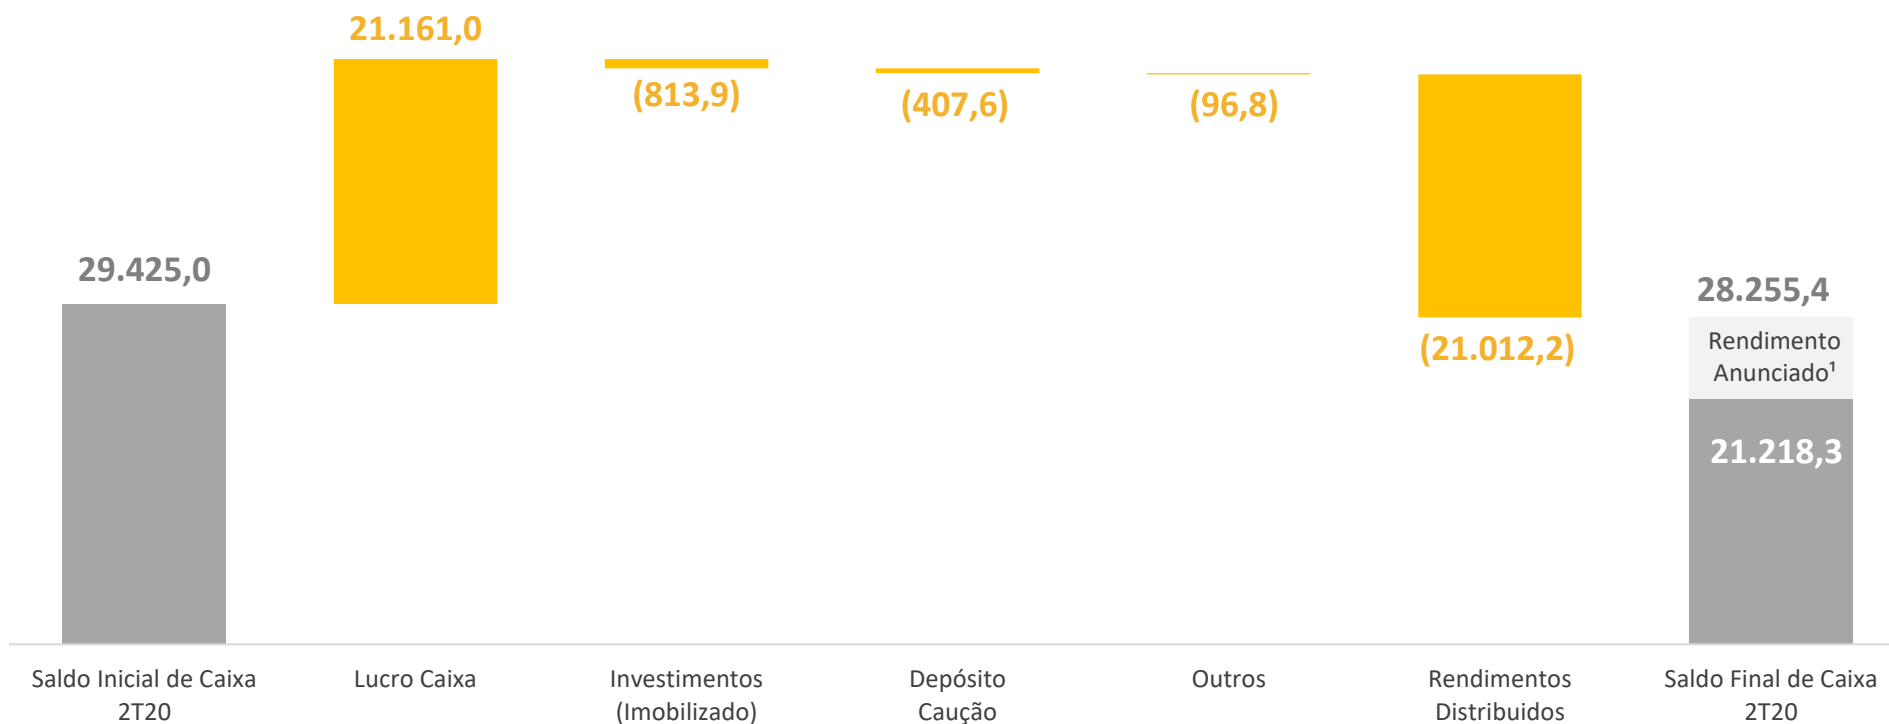 21.161,0
(813,9)
(407,6)
(96,8)
29.425,0
28.255,4
Rendimento
Anunciado¹
(21.012,2)
21.218,3
Saldo Inicial de Caixa
2T20
Lucro Caixa
Investimentos
(Imobilizado)
Depósito
Caução
Outros
Rendimentos
Distribuidos
Saldo Final de Caixa
2T20